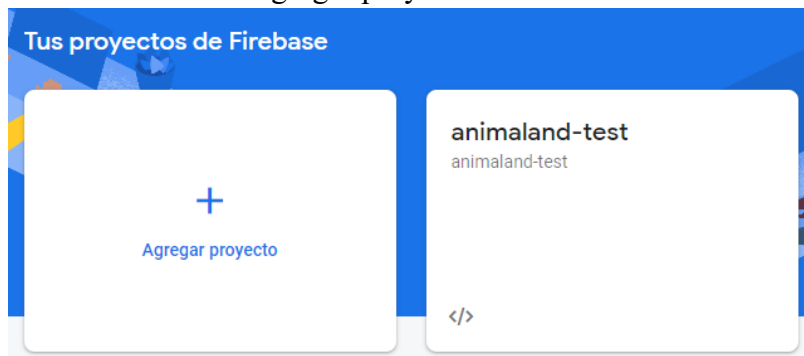 Tus proyectos de Firebase
animaland-test
animaland-test
+
Agregar proyecto
</>